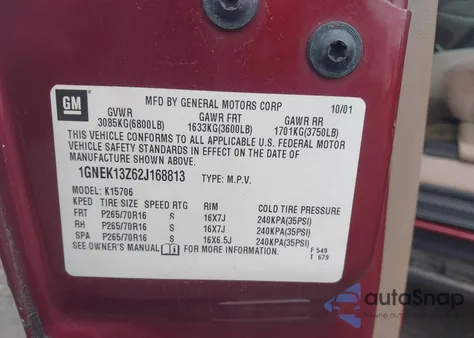 GM
MFD BY GENERAL MOTORS CORP 10/01
GVWR GAWR FRT GAWR RR
3085KG(6800LB) 1633KG(3600LB) 1701KG(3750LB)
THIS VEHICLE CONFORMS TO ALL APPLICABLE U.S. FEDERAL MOTOR
VEHICLE SAFETY STANDARDS IN EFFECT ON THE DATE OF
MANUFACTURE SHOWN ABOVE.
1GNEK13Z62J168813 TYPE: M.P.V.
MODEL: K15706
KPED TIRE SIZE SPEED RTG RIM COLD TIRE PRESSURE
FRT P265/70R16 S 16X7J 240KPA(35PSI)
RH P265/70R16 S 16X7J 240KPA(35PSI)
SPA P265/70R16 S 16X6.5J 240KPA(35PSI)
SEE OWNER'S MANUAL FOR MORE INFORMATION. F 549
T 679
autoSnap